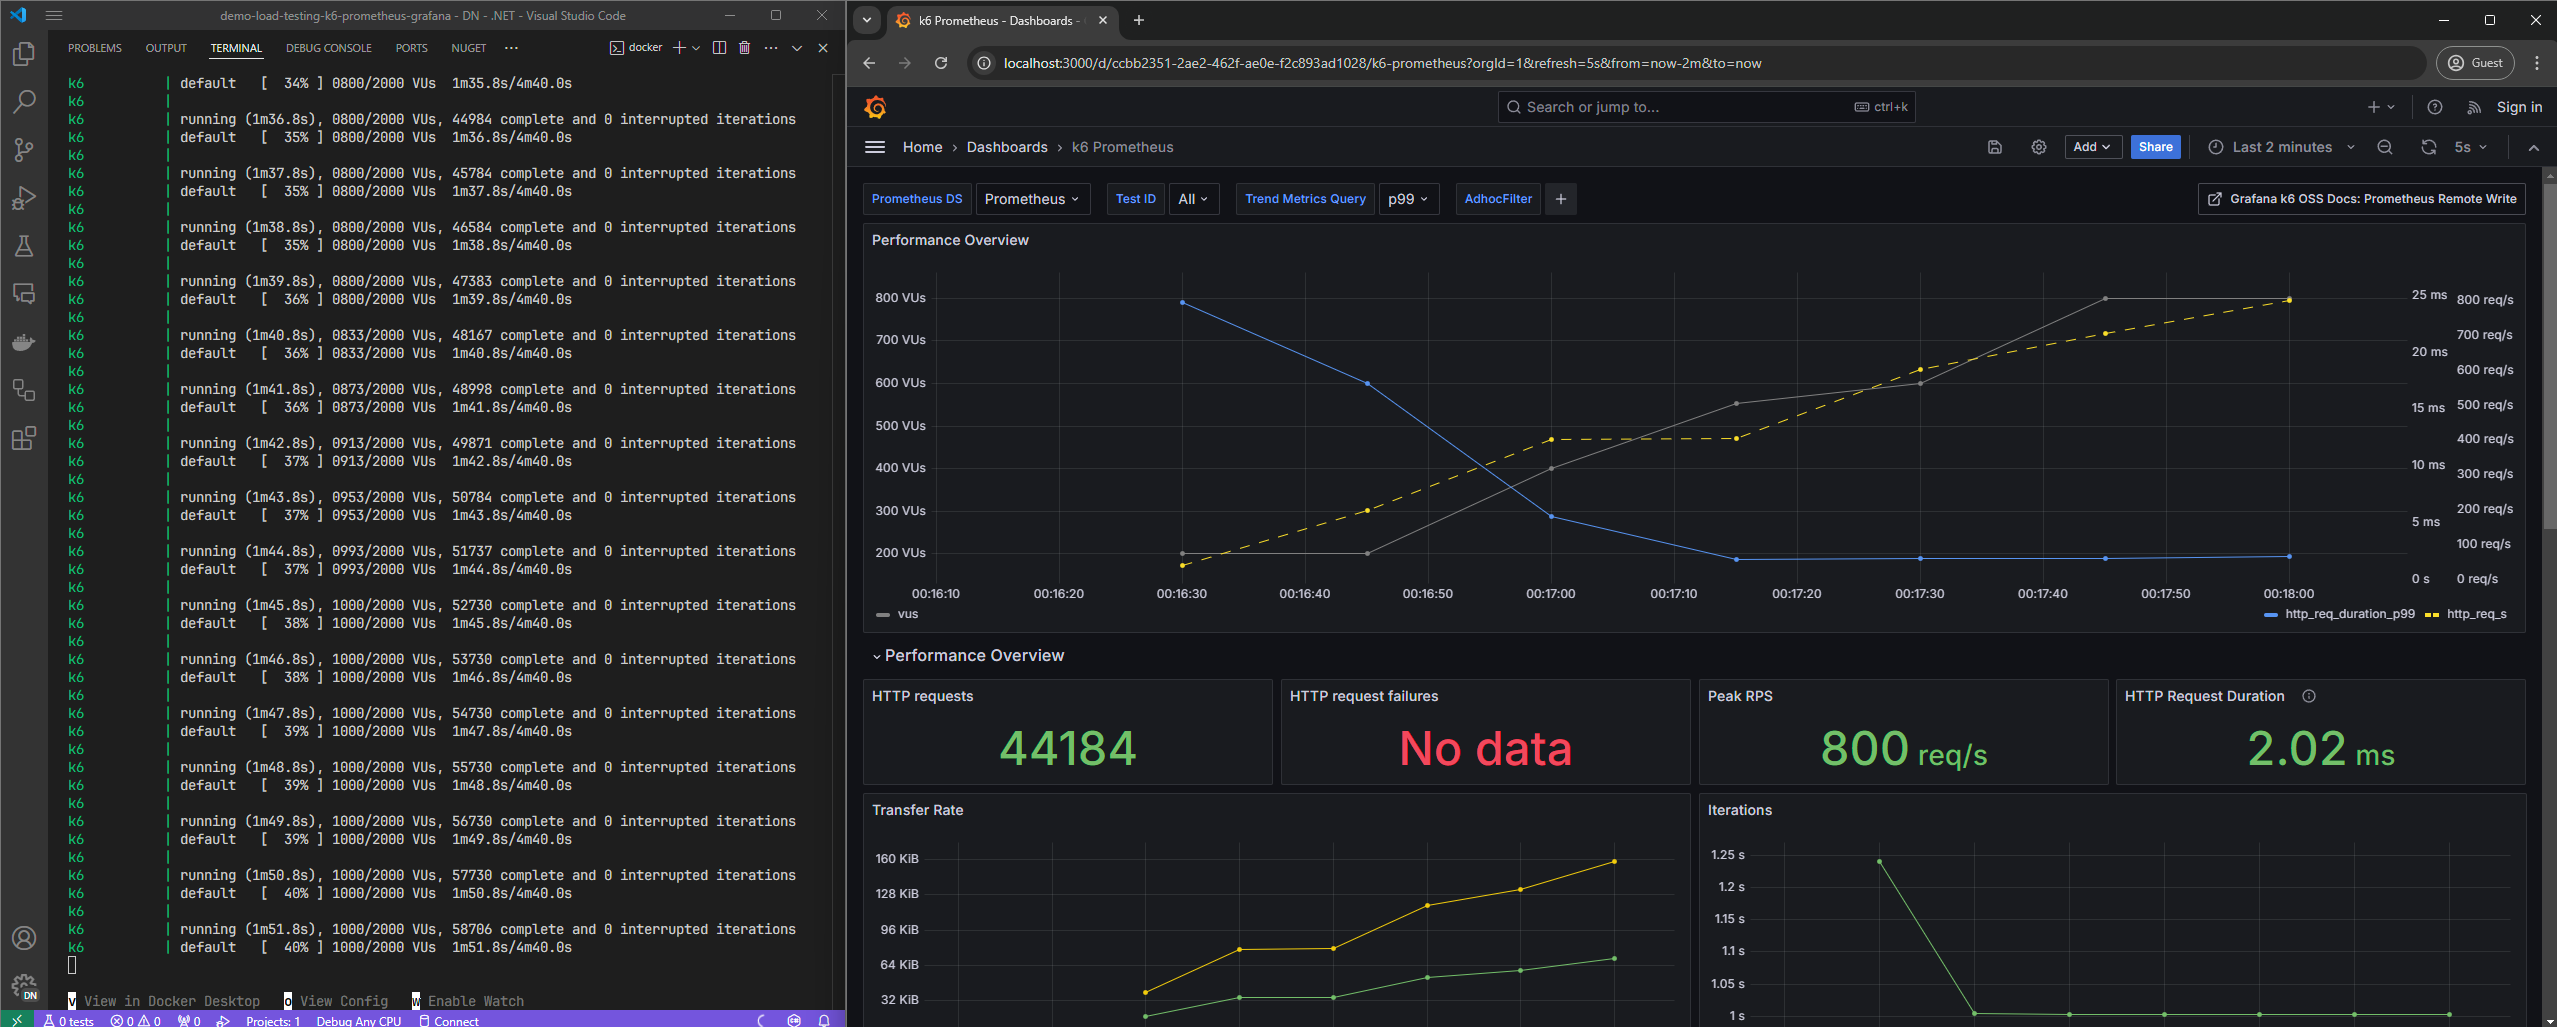 demo-load-testing-k6-prometheus-grafana - DN - .NET - Visual Studio Code
PROBLEMS OUTPUT TERMINAL DEBUG CONSOLE PORTS NUGET ··· docker
k6 | default [ 34% ] 0800/2000 VUs 1m35.8s/4m40.0s
k6 |
k6 | running (1m36.8s), 0800/2000 VUs, 44984 complete and 0 interrupted iterations
k6 | default [ 35% ] 0800/2000 VUs 1m36.8s/4m40.0s
k6 |
k6 | running (1m37.8s), 0800/2000 VUs, 45784 complete and 0 interrupted iterations
k6 | default [ 35% ] 0800/2000 VUs 1m37.8s/4m40.0s
k6 |
k6 | running (1m38.8s), 0800/2000 VUs, 46584 complete and 0 interrupted iterations
k6 | default [ 35% ] 0800/2000 VUs 1m38.8s/4m40.0s
k6 |
k6 | running (1m39.8s), 0800/2000 VUs, 47383 complete and 0 interrupted iterations
k6 | default [ 36% ] 0800/2000 VUs 1m39.8s/4m40.0s
k6 |
k6 | running (1m40.8s), 0833/2000 VUs, 48167 complete and 0 interrupted iterations
k6 | default [ 36% ] 0833/2000 VUs 1m40.8s/4m40.0s
k6 |
k6 | running (1m41.8s), 0873/2000 VUs, 48998 complete and 0 interrupted iterations
k6 | default [ 36% ] 0873/2000 VUs 1m41.8s/4m40.0s
k6 |
k6 | running (1m42.8s), 0913/2000 VUs, 49871 complete and 0 interrupted iterations
k6 | default [ 37% ] 0913/2000 VUs 1m42.8s/4m40.0s
k6 |
k6 | running (1m43.8s), 0953/2000 VUs, 50784 complete and 0 interrupted iterations
k6 | default [ 37% ] 0953/2000 VUs 1m43.8s/4m40.0s
k6 |
k6 | running (1m44.8s), 0993/2000 VUs, 51737 complete and 0 interrupted iterations
k6 | default [ 37% ] 0993/2000 VUs 1m44.8s/4m40.0s
k6 |
k6 | running (1m45.8s), 1000/2000 VUs, 52730 complete and 0 interrupted iterations
k6 | default [ 38% ] 1000/2000 VUs 1m45.8s/4m40.0s
k6 |
k6 | running (1m46.8s), 1000/2000 VUs, 53730 complete and 0 interrupted iterations
k6 | default [ 38% ] 1000/2000 VUs 1m46.8s/4m40.0s
k6 |
k6 | running (1m47.8s), 1000/2000 VUs, 54730 complete and 0 interrupted iterations
k6 | default [ 39% ] 1000/2000 VUs 1m47.8s/4m40.0s
k6 |
k6 | running (1m48.8s), 1000/2000 VUs, 55730 complete and 0 interrupted iterations
k6 | default [ 39% ] 1000/2000 VUs 1m48.8s/4m40.0s
k6 |
k6 | running (1m49.8s), 1000/2000 VUs, 56730 complete and 0 interrupted iterations
k6 | default [ 39% ] 1000/2000 VUs 1m49.8s/4m40.0s
k6 |
k6 | running (1m50.8s), 1000/2000 VUs, 57730 complete and 0 interrupted iterations
k6 | default [ 40% ] 1000/2000 VUs 1m50.8s/4m40.0s
k6 |
k6 | running (1m51.8s), 1000/2000 VUs, 58706 complete and 0 interrupted iterations
k6 | default [ 40% ] 1000/2000 VUs 1m51.8s/4m40.0s
v View in Docker Desktop o View Config w Enable Watch
DN
0 tests 0 0 0 Projects: 1 Debug Any CPU Connect
k6 Prometheus - Dashboards -
localhost:3000/d/ccbb2351-2ae2-462f-ae0e-f2c893ad1028/k6-prometheus?orgId=1&refresh=5s&from=now-2m&to=now
Guest
Search or jump to... ctrl+k
Sign in
Home › Dashboards › k6 Prometheus
Add Share Last 2 minutes 5s
Prometheus DS Prometheus Test ID All Trend Metrics Query p99 AdhocFilter +
Grafana k6 OSS Docs: Prometheus Remote Write
Performance Overview
800 VUs
700 VUs
600 VUs
500 VUs
400 VUs
300 VUs
200 VUs
25 ms
20 ms
15 ms
10 ms
5 ms
0 s
800 req/s
700 req/s
600 req/s
500 req/s
400 req/s
300 req/s
200 req/s
100 req/s
0 req/s
00:16:10 00:16:20 00:16:30 00:16:40 00:16:50 00:17:00 00:17:10 00:17:20 00:17:30 00:17:40 00:17:50 00:18:00
vus http_req_duration_p99 http_req_s
Performance Overview
HTTP requests
44184
HTTP request failures
No data
Peak RPS
800 req/s
HTTP Request Duration
2.02 ms
Transfer Rate
160 KiB
128 KiB
96 KiB
64 KiB
32 KiB
Iterations
1.25 s
1.2 s
1.15 s
1.1 s
1.05 s
1 s